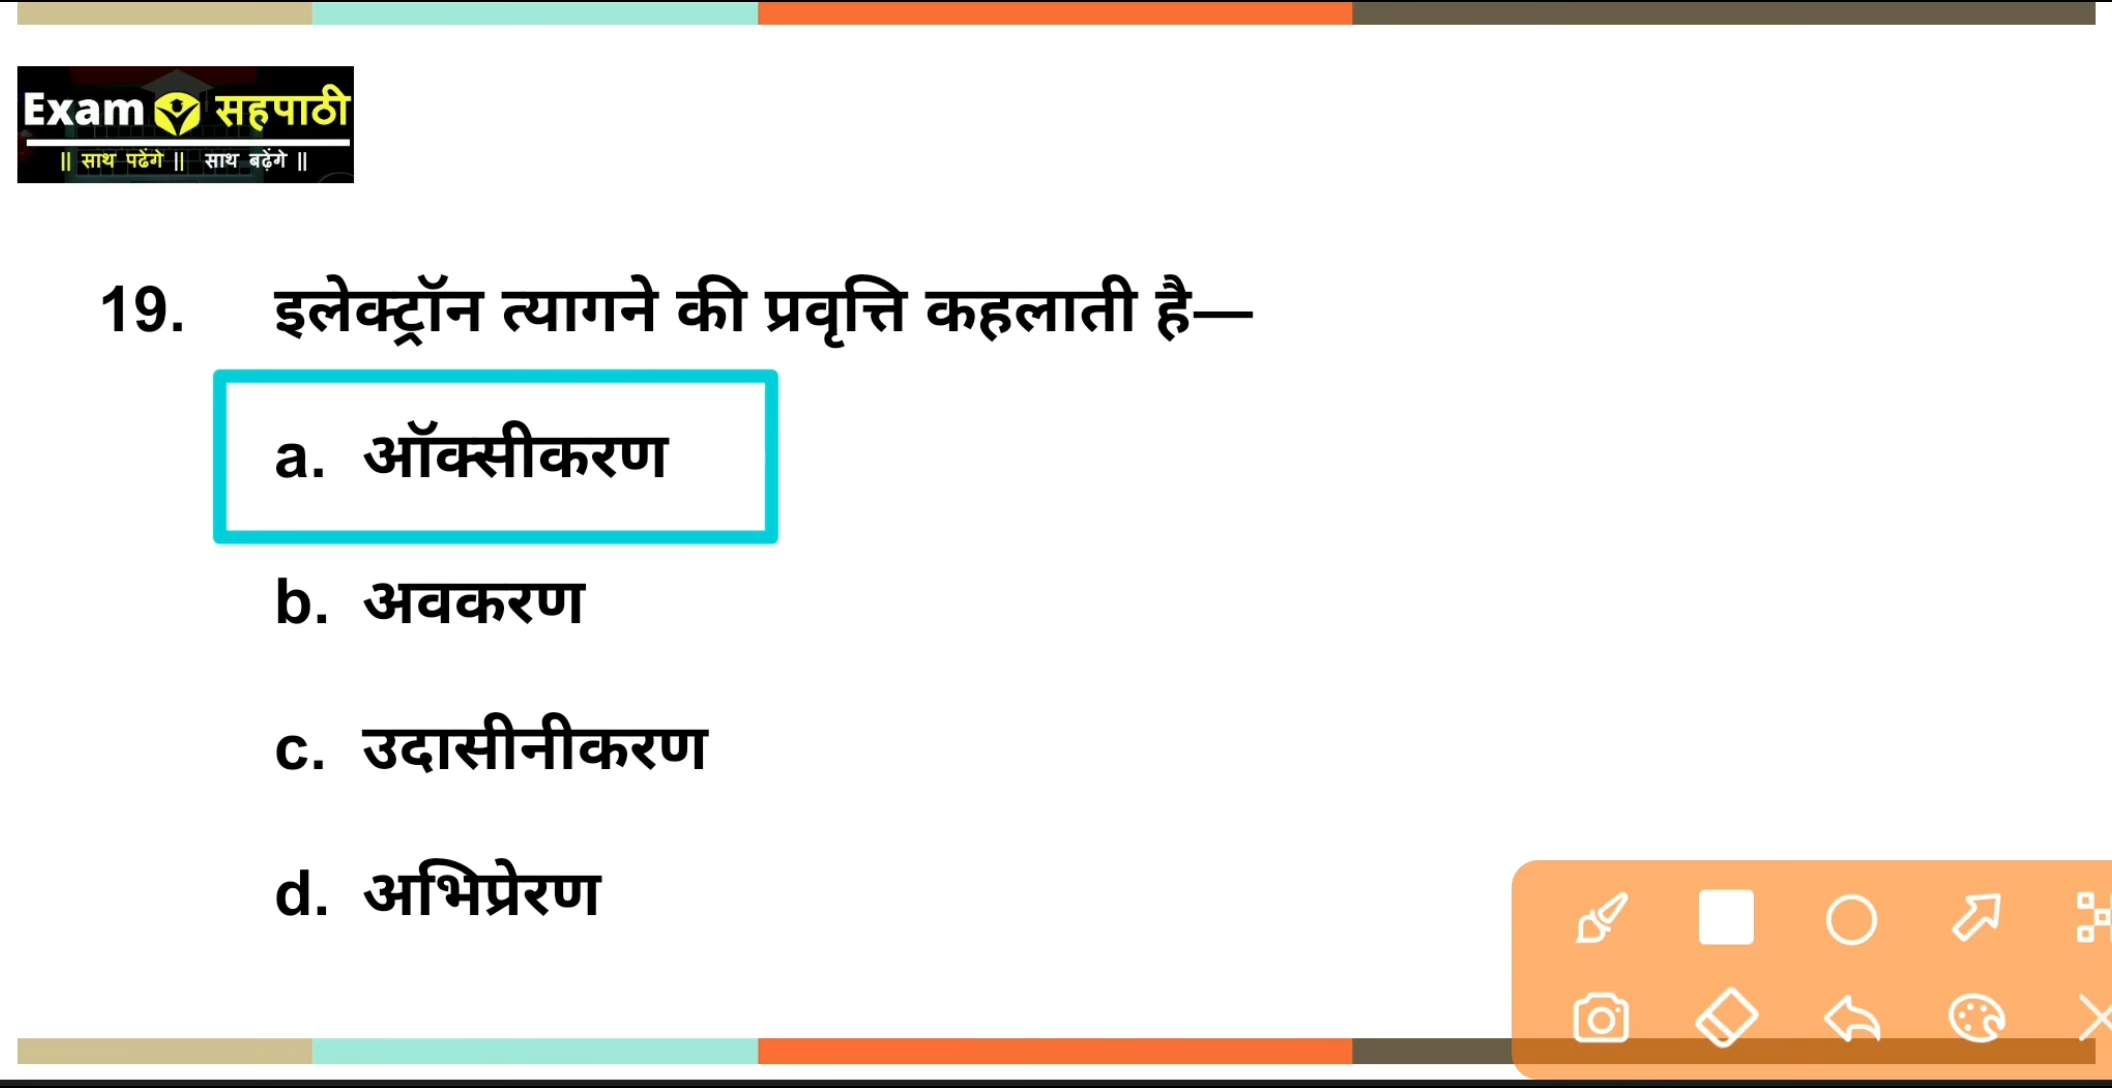 Exam सहपाठी
|| साथ पढेंगे || साथ बढ़ेंगे ||
19. इलेक्ट्रॉन त्यागने की प्रवृत्ति कहलाती है—
a. ऑक्सीकरण
b. अवकरण
c. उदासीनीकरण
d. अभिप्रेरण